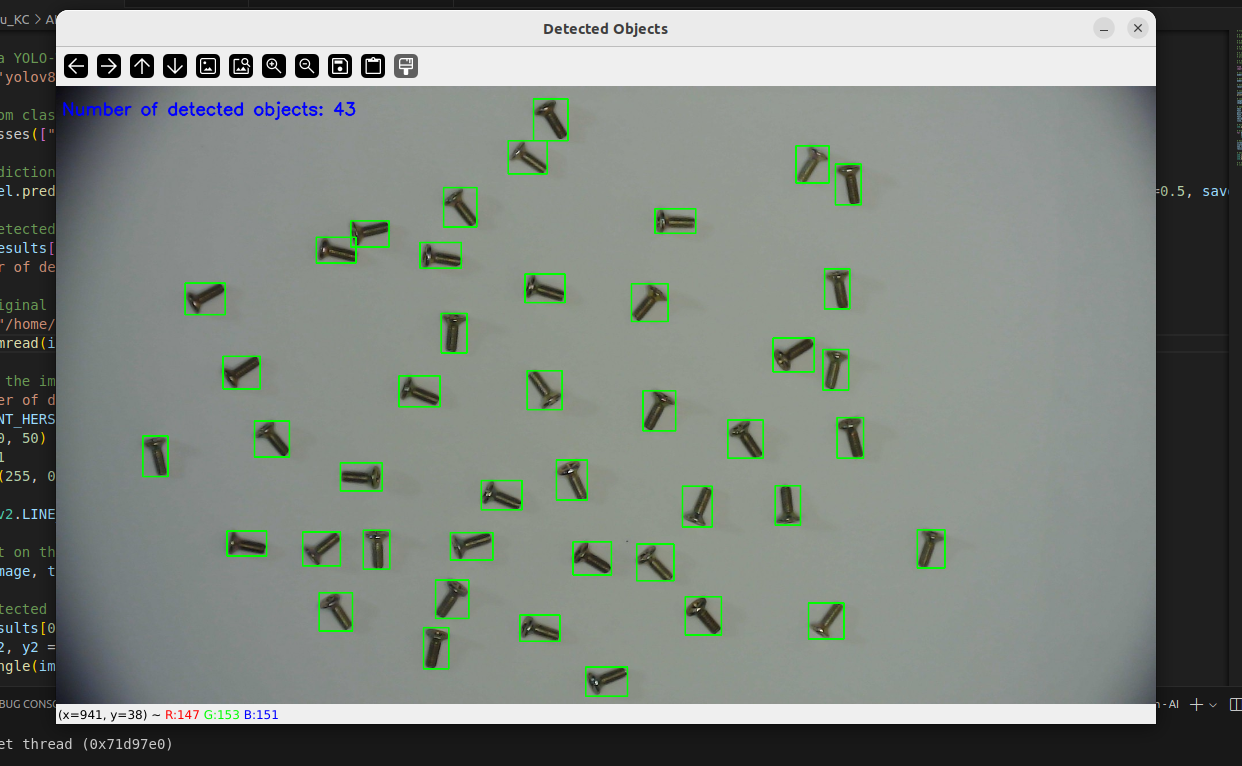 u_KC > A
Detected Objects
a YOLO-
'yolov8
Number of detected objects: 43
om clas
sses(["
diction
el.pred
=0.5, sav
etected
esults[
r of de
iginal
"/home/
mread(i
the im
er of d
NT_HERS
0, 50)
1
(255, 0
v2.LINE
t on th
mage, t
tected
sults[0
2, y2 =
ngle(im
BUG CONSO
n - AI
(x=941, y=38) ~ R:147 G:153 B:151
et thread (0x71d97e0)